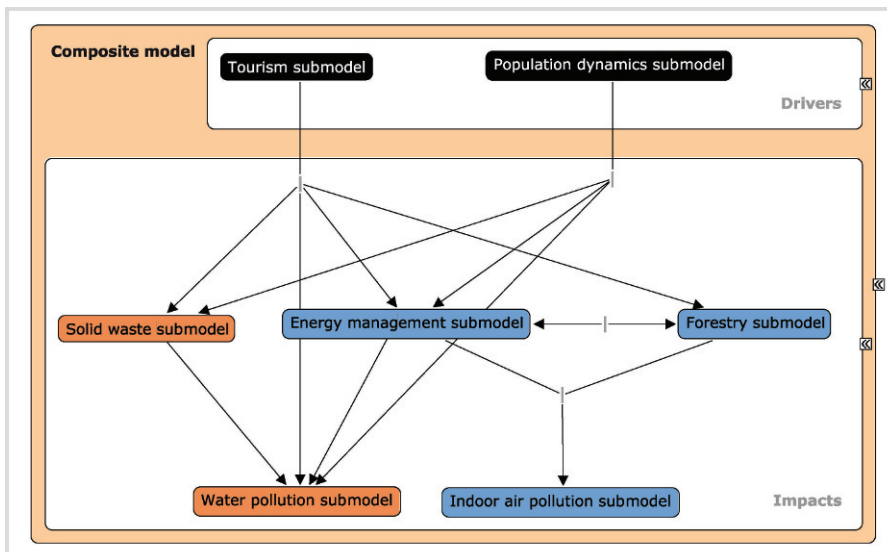 Composite model
Tourism submodel
Population dynamics submodel
Drivers
Solid waste submodel
Energy management submodel
Forestry submodel
Water pollution submodel
Indoor air pollution submodel
Impacts